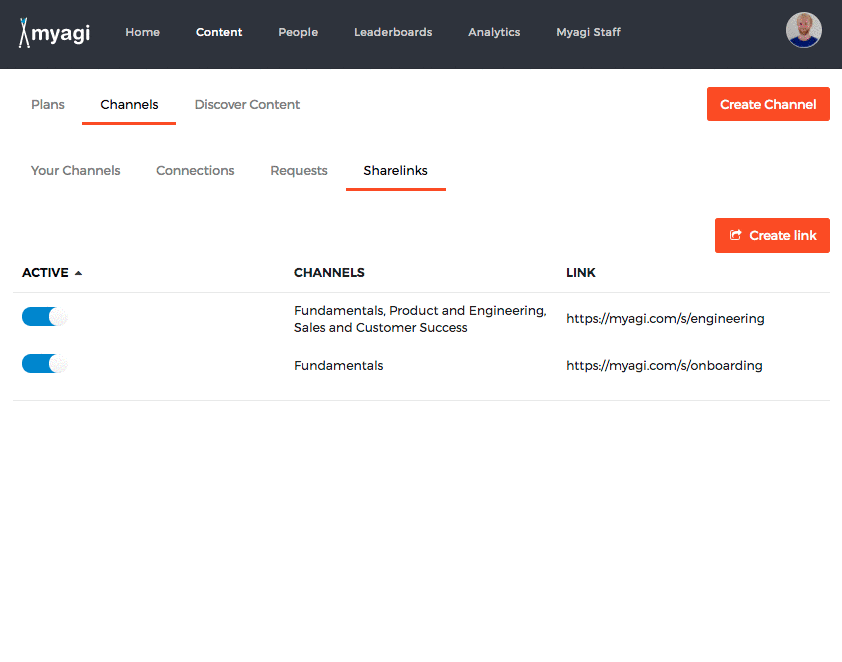 myagi Home Content People Leaderboards Analytics Myagi Staff
Plans Channels Discover Content Create Channel
Your Channels Connections Requests Sharelinks
Create link
ACTIVE CHANNELS LINK
Fundamentals, Product and Engineering,
Sales and Customer Success
https://myagi.com/s/engineering
Fundamentals https://myagi.com/s/onboarding